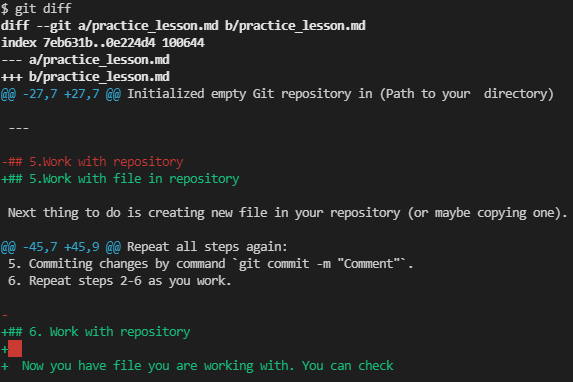 $ git diff
diff --git a/practice_lesson.md b/practice_lesson.md
index 7eb631b..0e224d4 100644
--- a/practice_lesson.md
+++ b/practice_lesson.md
@@ -27,7 +27,7 @@ Initialized empty Git repository in (Path to your  directory)

 ---

-## 5.Work with repository
+## 5.Work with file in repository

 Next thing to do is creating new file in your repository (or maybe copying one).

@@ -45,7 +45,9 @@ Repeat all steps again:
 5. Commiting changes by command `git commit -m "Comment"`.
 6. Repeat steps 2-6 as you work.

-
+## 6. Work with repository
+
+  Now you have file you are working with. You can check